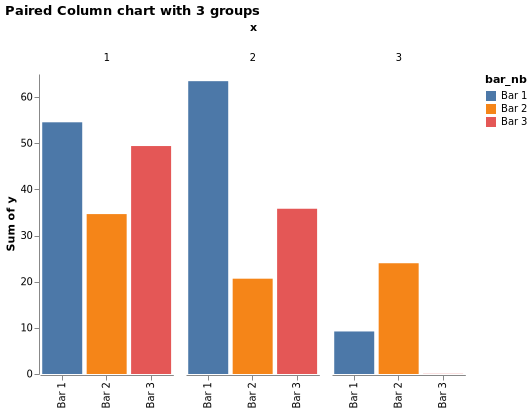 Paired Column chart with 3 groups
x
1 2 3
bar_nb
Bar 1
Bar 2
Bar 3
Sum of y
60
50
40
30
20
10
0
Bar 1 Bar 2 Bar 3 Bar 1 Bar 2 Bar 3 Bar 1 Bar 2 Bar 3